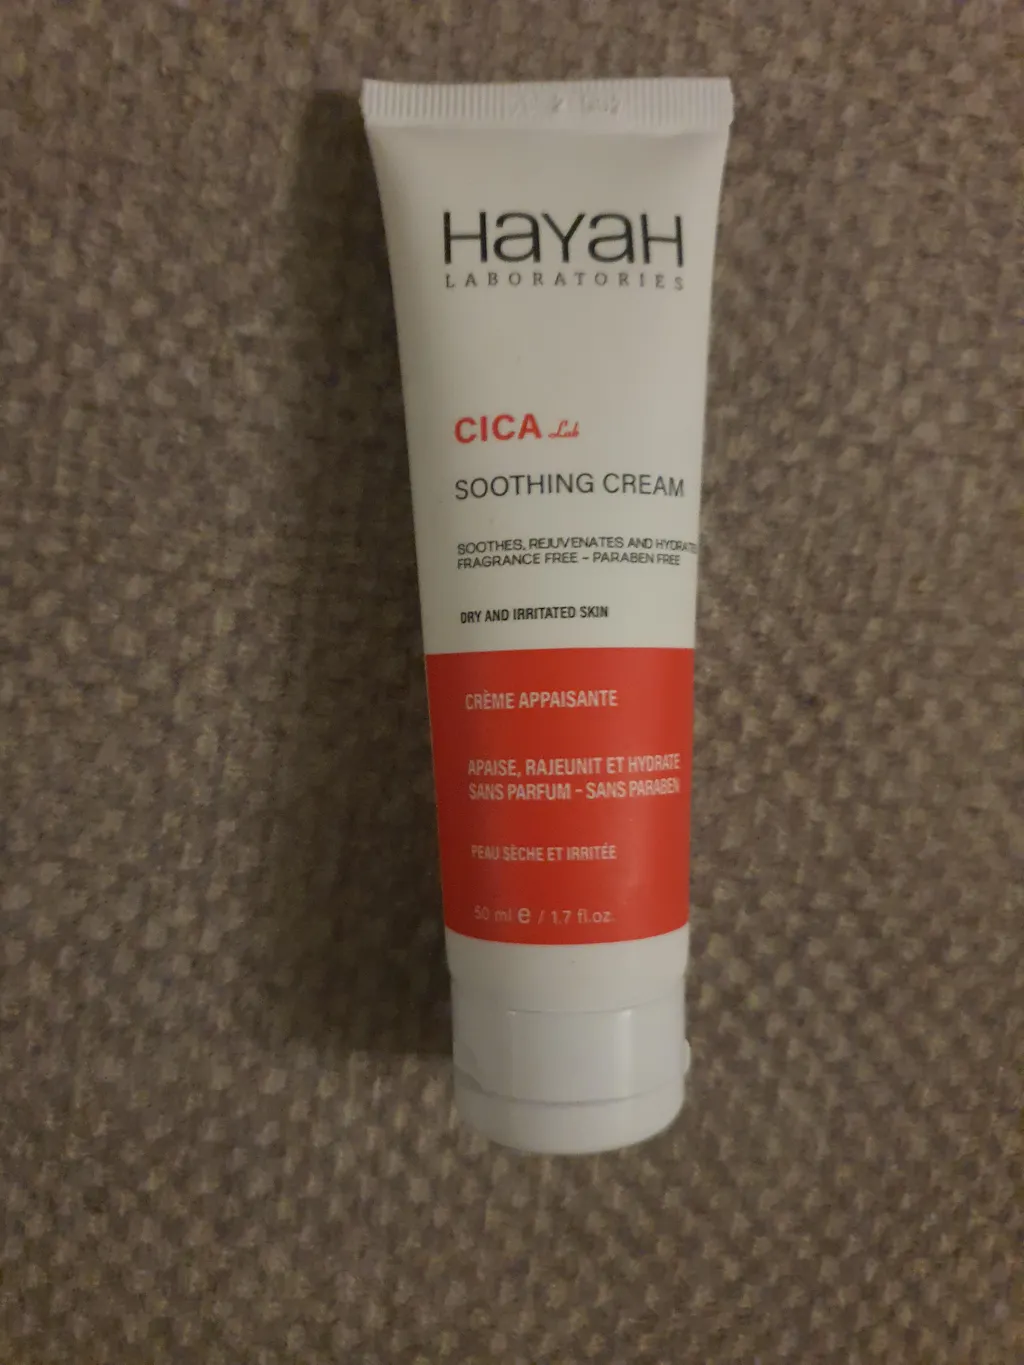 HaYaH
LABORATORIES
CICA Lab
SOOTHING CREAM
SOOTHES, REJUVENATES AND HYDRATES
FRAGRANCE FREE - PARABEN FREE
DRY AND IRRITATED SKIN
CRÈME APPAISANTE
APAISE, RAJEUNIT ET HYDRATE
SANS PARFUM - SANS PARABEN
PEAU SÈCHE ET IRRITÉE
50 ml e / 1.7 fl.oz.